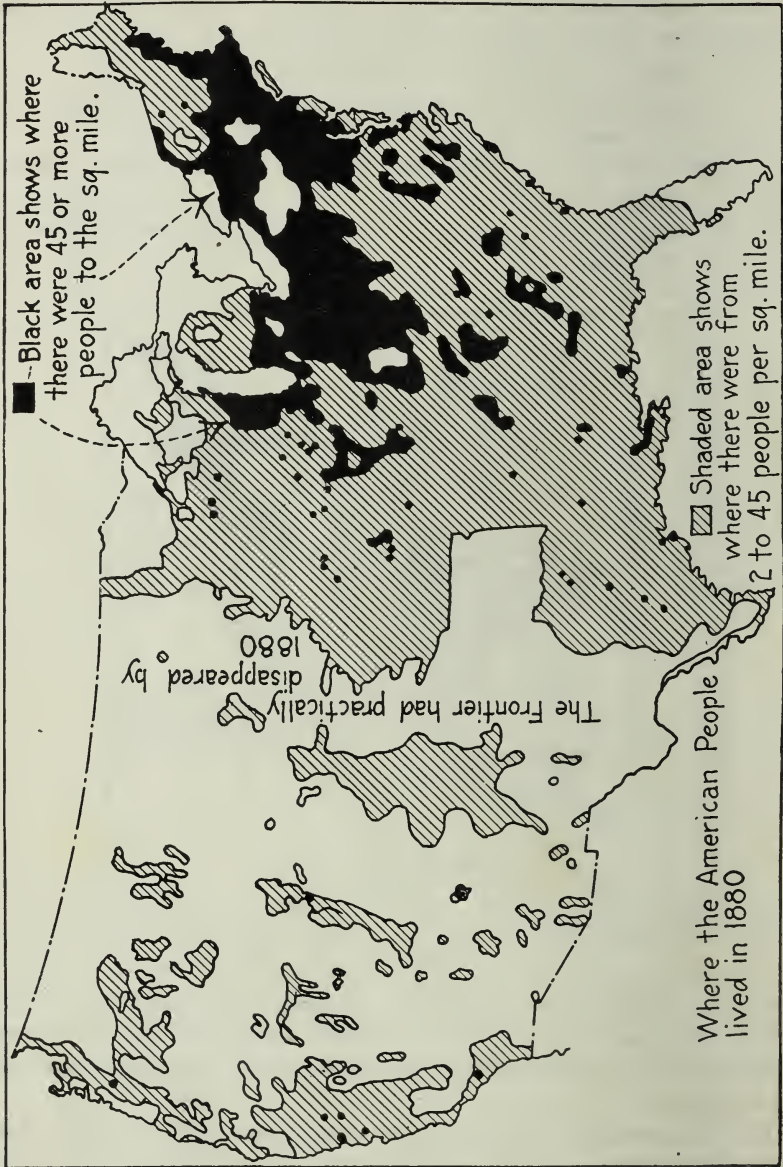 Black area shows where
there were 45 or more
people to the sq. mile.
The Frontier had practically
disappeared by
1880
Shaded area shows
where there were from
2 to 45 people per sq. mile.
Where the American People
lived in 1880